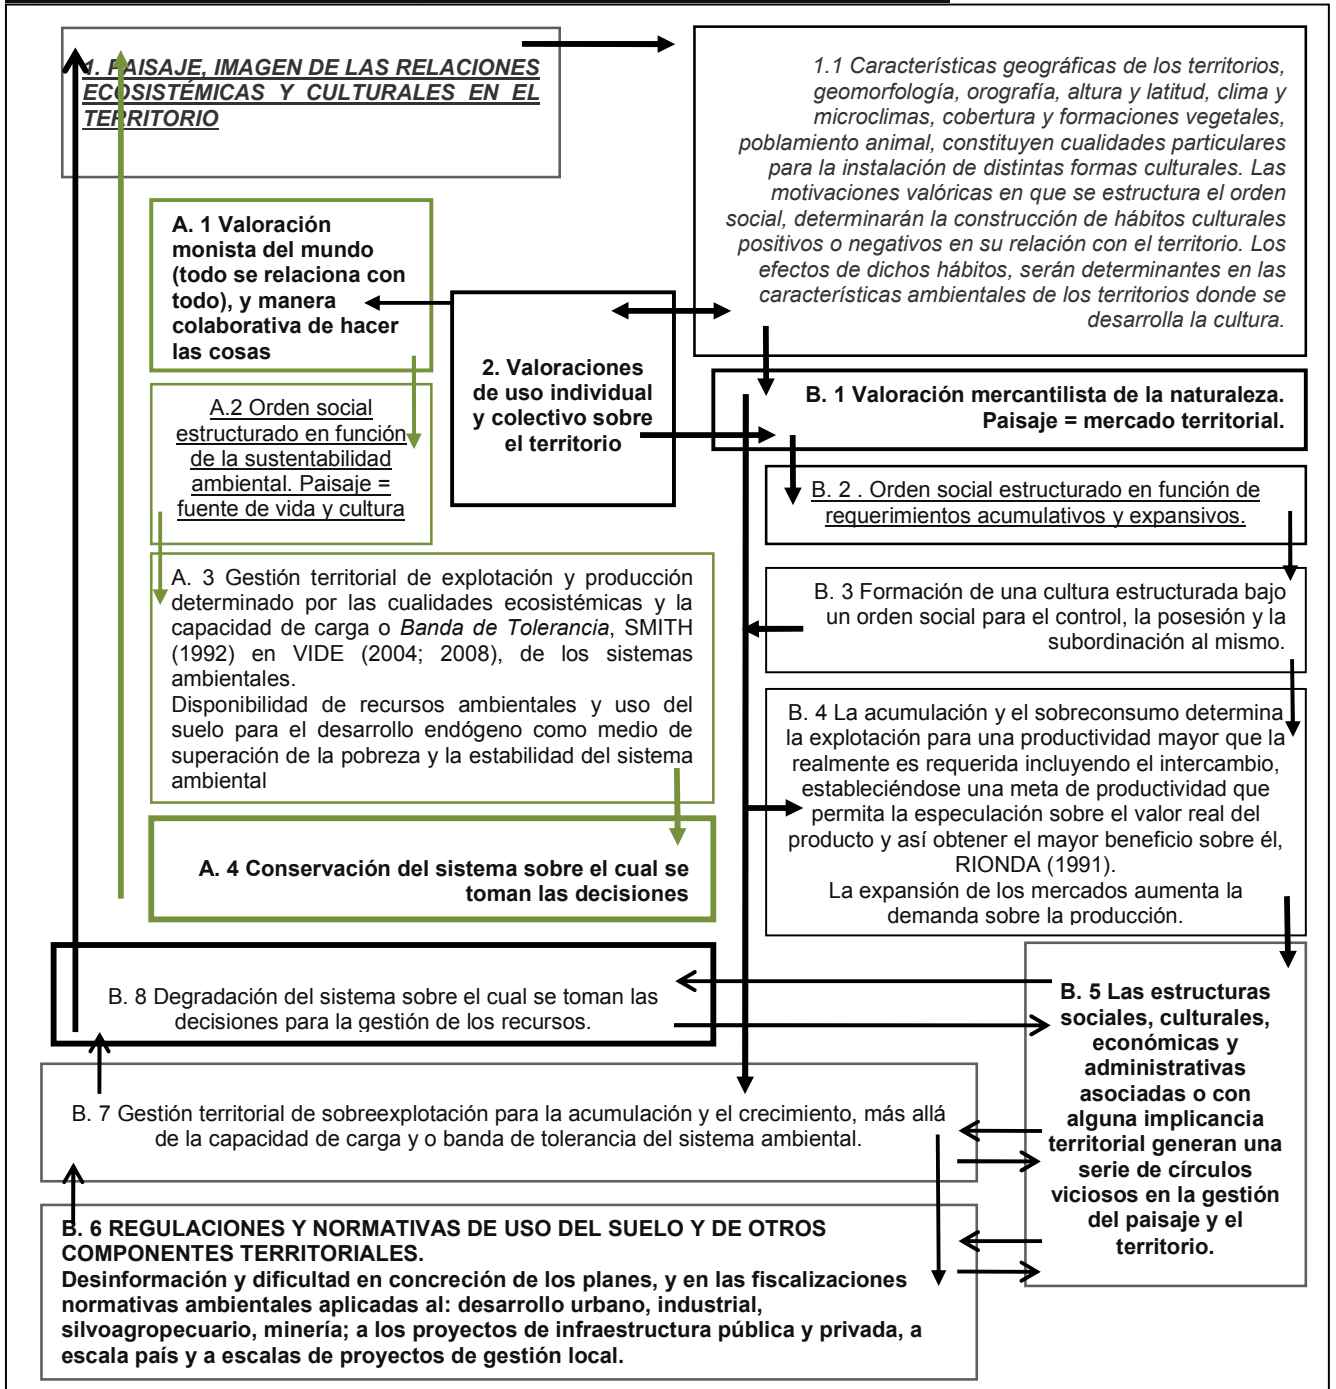 1. PAISAJE, IMAGEN DE LAS RELACIONES
ECOSISTÉMICAS Y CULTURALES EN EL
TERRITORIO
1.1 Características geográficas de los territorios,
geomorfología, orografía, altura y latitud, clima y
microclimas, cobertura y formaciones vegetales,
poblamiento animal, constituyen cualidades particulares
para la instalación de distintas formas culturales. Las
motivaciones valóricas en que se estructura el orden
social, determinarán la construcción de hábitos culturales
positivos o negativos en su relación con el territorio. Los
efectos de dichos hábitos, serán determinantes en las
características ambientales de los territorios donde se
desarrolla la cultura.
A. 1 Valoración
monista del mundo
(todo se relaciona con
todo), y manera
colaborativa de hacer
las cosas
2. Valoraciones
de uso individual
y colectivo sobre
el territorio
B. 1 Valoración mercantilista de la naturaleza.
Paisaje = mercado territorial.
A.2 Orden social
estructurado en función
de la sustentabilidad
ambiental. Paisaje =
fuente de vida y cultura
B. 2 . Orden social estructurado en función de
requerimientos acumulativos y expansivos.
A. 3 Gestión territorial de explotación y producción
determinado por las cualidades ecosistémicas y la
capacidad de carga o Banda de Tolerancia, SMITH
(1992) en VIDE (2004; 2008), de los sistemas
ambientales.
Disponibilidad de recursos ambientales y uso del
suelo para el desarrollo endógeno como medio de
superación de la pobreza y la estabilidad del sistema
ambiental
B. 3 Formación de una cultura estructurada bajo
un orden social para el control, la posesión y la
subordinación al mismo.
B. 4 La acumulación y el sobreconsumo determina
la explotación para una productividad mayor que la
realmente es requerida incluyendo el intercambio,
estableciéndose una meta de productividad que
permita la especulación sobre el valor real del
producto y así obtener el mayor beneficio sobre él,
RIONDA (1991).
La expansión de los mercados aumenta la
demanda sobre la producción.
A. 4 Conservación del sistema sobre el cual se
toman las decisiones
B. 8 Degradación del sistema sobre el cual se toman las
decisiones para la gestión de los recursos.
B. 5 Las estructuras
sociales, culturales,
económicas y
administrativas
asociadas o con
alguna implicancia
territorial generan una
serie de círculos
viciosos en la gestión
del paisaje y el
territorio.
B. 7 Gestión territorial de sobreexplotación para la acumulación y el crecimiento, más allá
de la capacidad de carga y o banda de tolerancia del sistema ambiental.
B. 6 REGULACIONES Y NORMATIVAS DE USO DEL SUELO Y DE OTROS
COMPONENTES TERRITORIALES.
Desinformación y dificultad en concreción de los planes, y en las fiscalizaciones
normativas ambientales aplicadas al: desarrollo urbano, industrial,
silvoagropecuario, minería; a los proyectos de infraestructura pública y privada, a
escala país y a escalas de proyectos de gestión local.